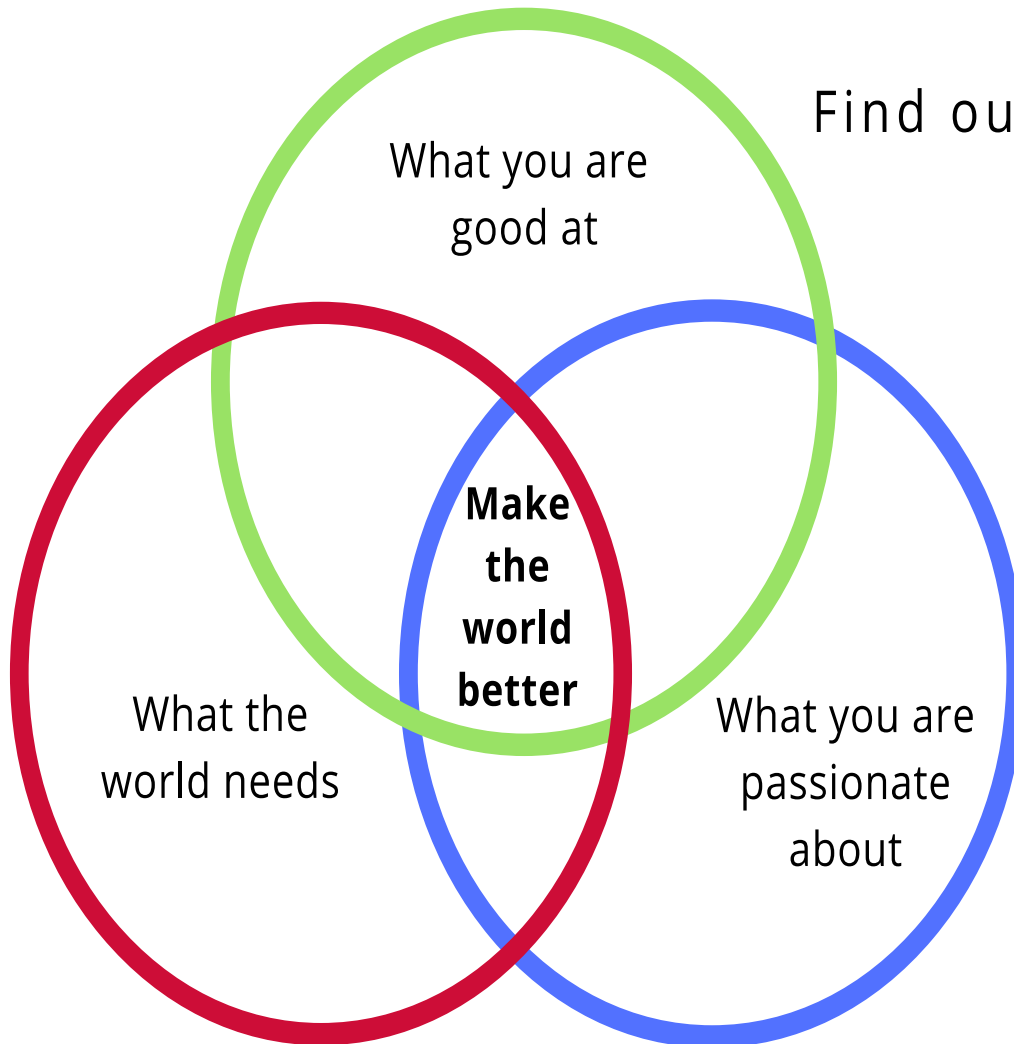 Find ou
What you are
good at
Make
the
world
better
What the
world needs
What you are
passionate
about